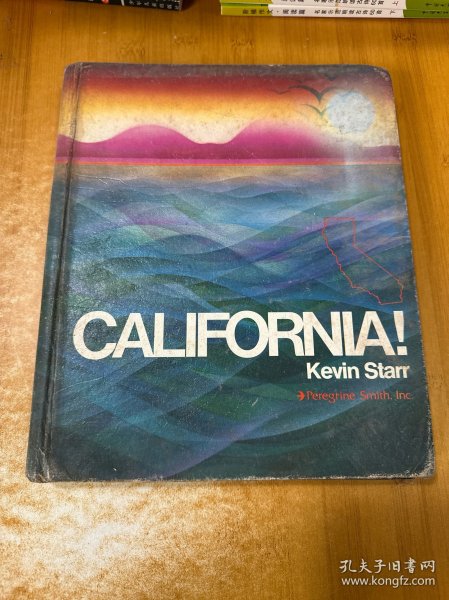 CALIFORNIA!
Kevin Starr
→Peregrine Smith, Inc.
孔夫子旧书网
www.kongfz.com